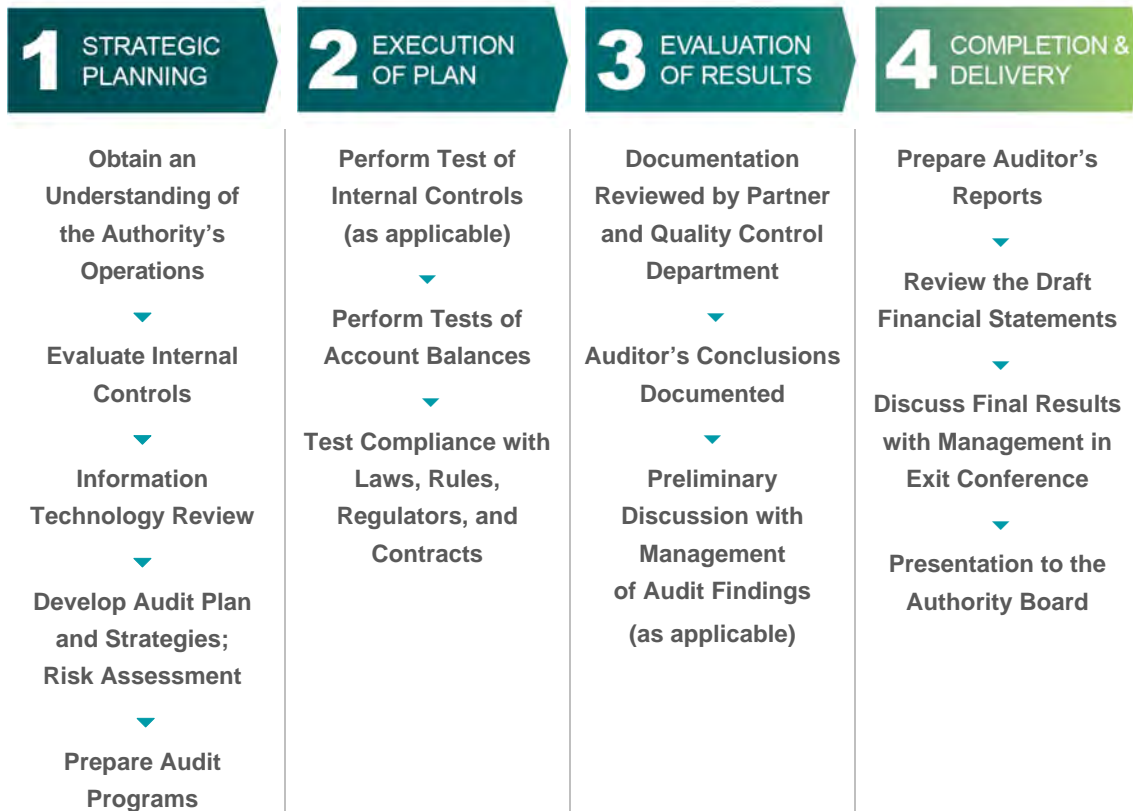 1 STRATEGIC
PLANNING
Obtain an
Understanding of
the Authority’s
Operations
Evaluate Internal
Controls
Information
Technology Review
Develop Audit Plan
and Strategies;
Risk Assessment
Prepare Audit
Programs
2 EXECUTION
OF PLAN
Perform Test of
Internal Controls
(as applicable)
Perform Tests of
Account Balances
Test Compliance with
Laws, Rules,
Regulators, and
Contracts
3 EVALUATION
OF RESULTS
Documentation
Reviewed by Partner
and Quality Control
Department
Auditor’s Conclusions
Documented
Preliminary
Discussion with
Management
of Audit Findings
(as applicable)
4 COMPLETION &
DELIVERY
Prepare Auditor’s
Reports
Review the Draft
Financial Statements
Discuss Final Results
with Management in
Exit Conference
Presentation to the
Authority Board